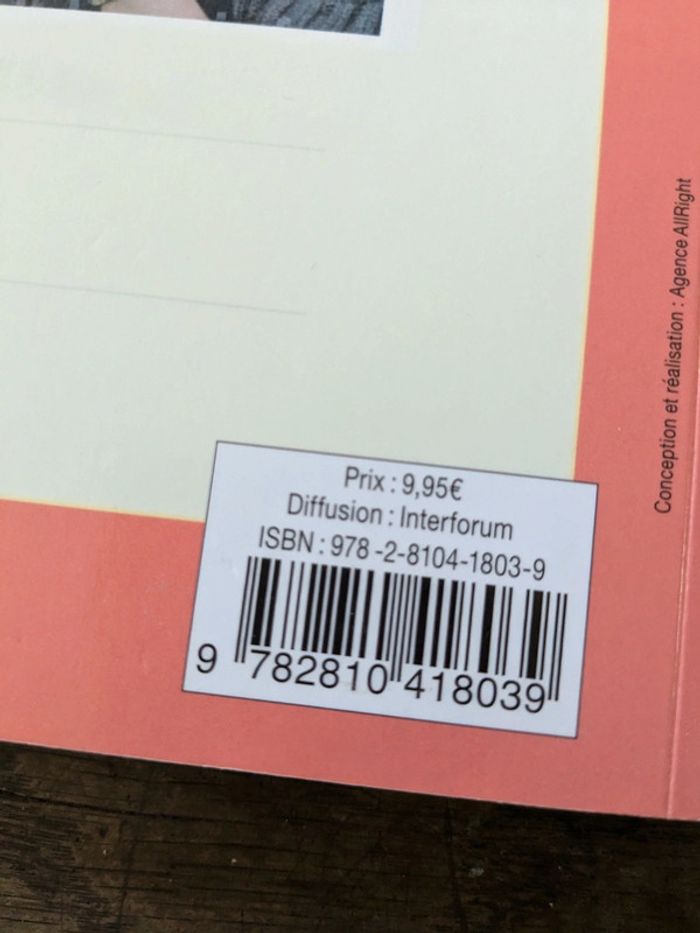 Prix : 9,95€
Diffusion : Interforum
ISBN : 978 -2-8104-1803-9
9 782810 418039
Conception et réalisation : Agence AllRight